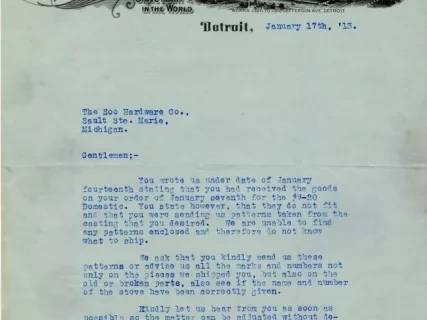 IN THE WORLD
Detroit, January 17th, '13.
The Soo Hardware Co.,
Sault Ste. Marie,
Michigan.
Gentlemen;-
You wrote us under date of January
fourteenth stating that you had received the goods
on your order of January seventh for the 97-20
Domestic. You state however, that they do not fit
and that you were sending us patterns taken from the
casting that you desired. We are unable to find
any patterns enclosed and therefore do not know
what to ship.
We ask that you kindly send us these
patterns or advise us all the marks and numbers not
only on the pieces we shipped you, but also on the
old or broken parts, also see if the name and number
of the stove have been correctly given.
Kindly let us hear from you as soon as
possible so the matter can be adjusted without de-